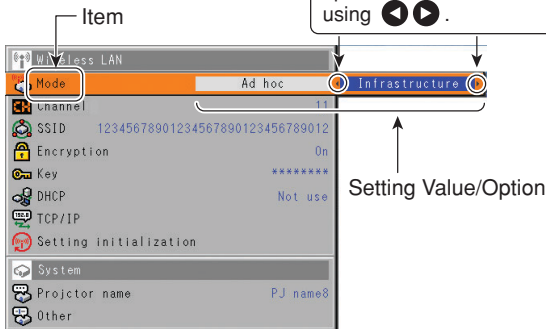 Item
using ◀ ▶ .
Wireless LAN
Mode Ad hoc Infrastructure
Channel 11
SSID 12345678901234567890123456789012
Encryption On
Key ********
DHCP Not use
TCP/IP
Setting initialization
Setting Value/Option
System
Projctor name PJ name8
Other